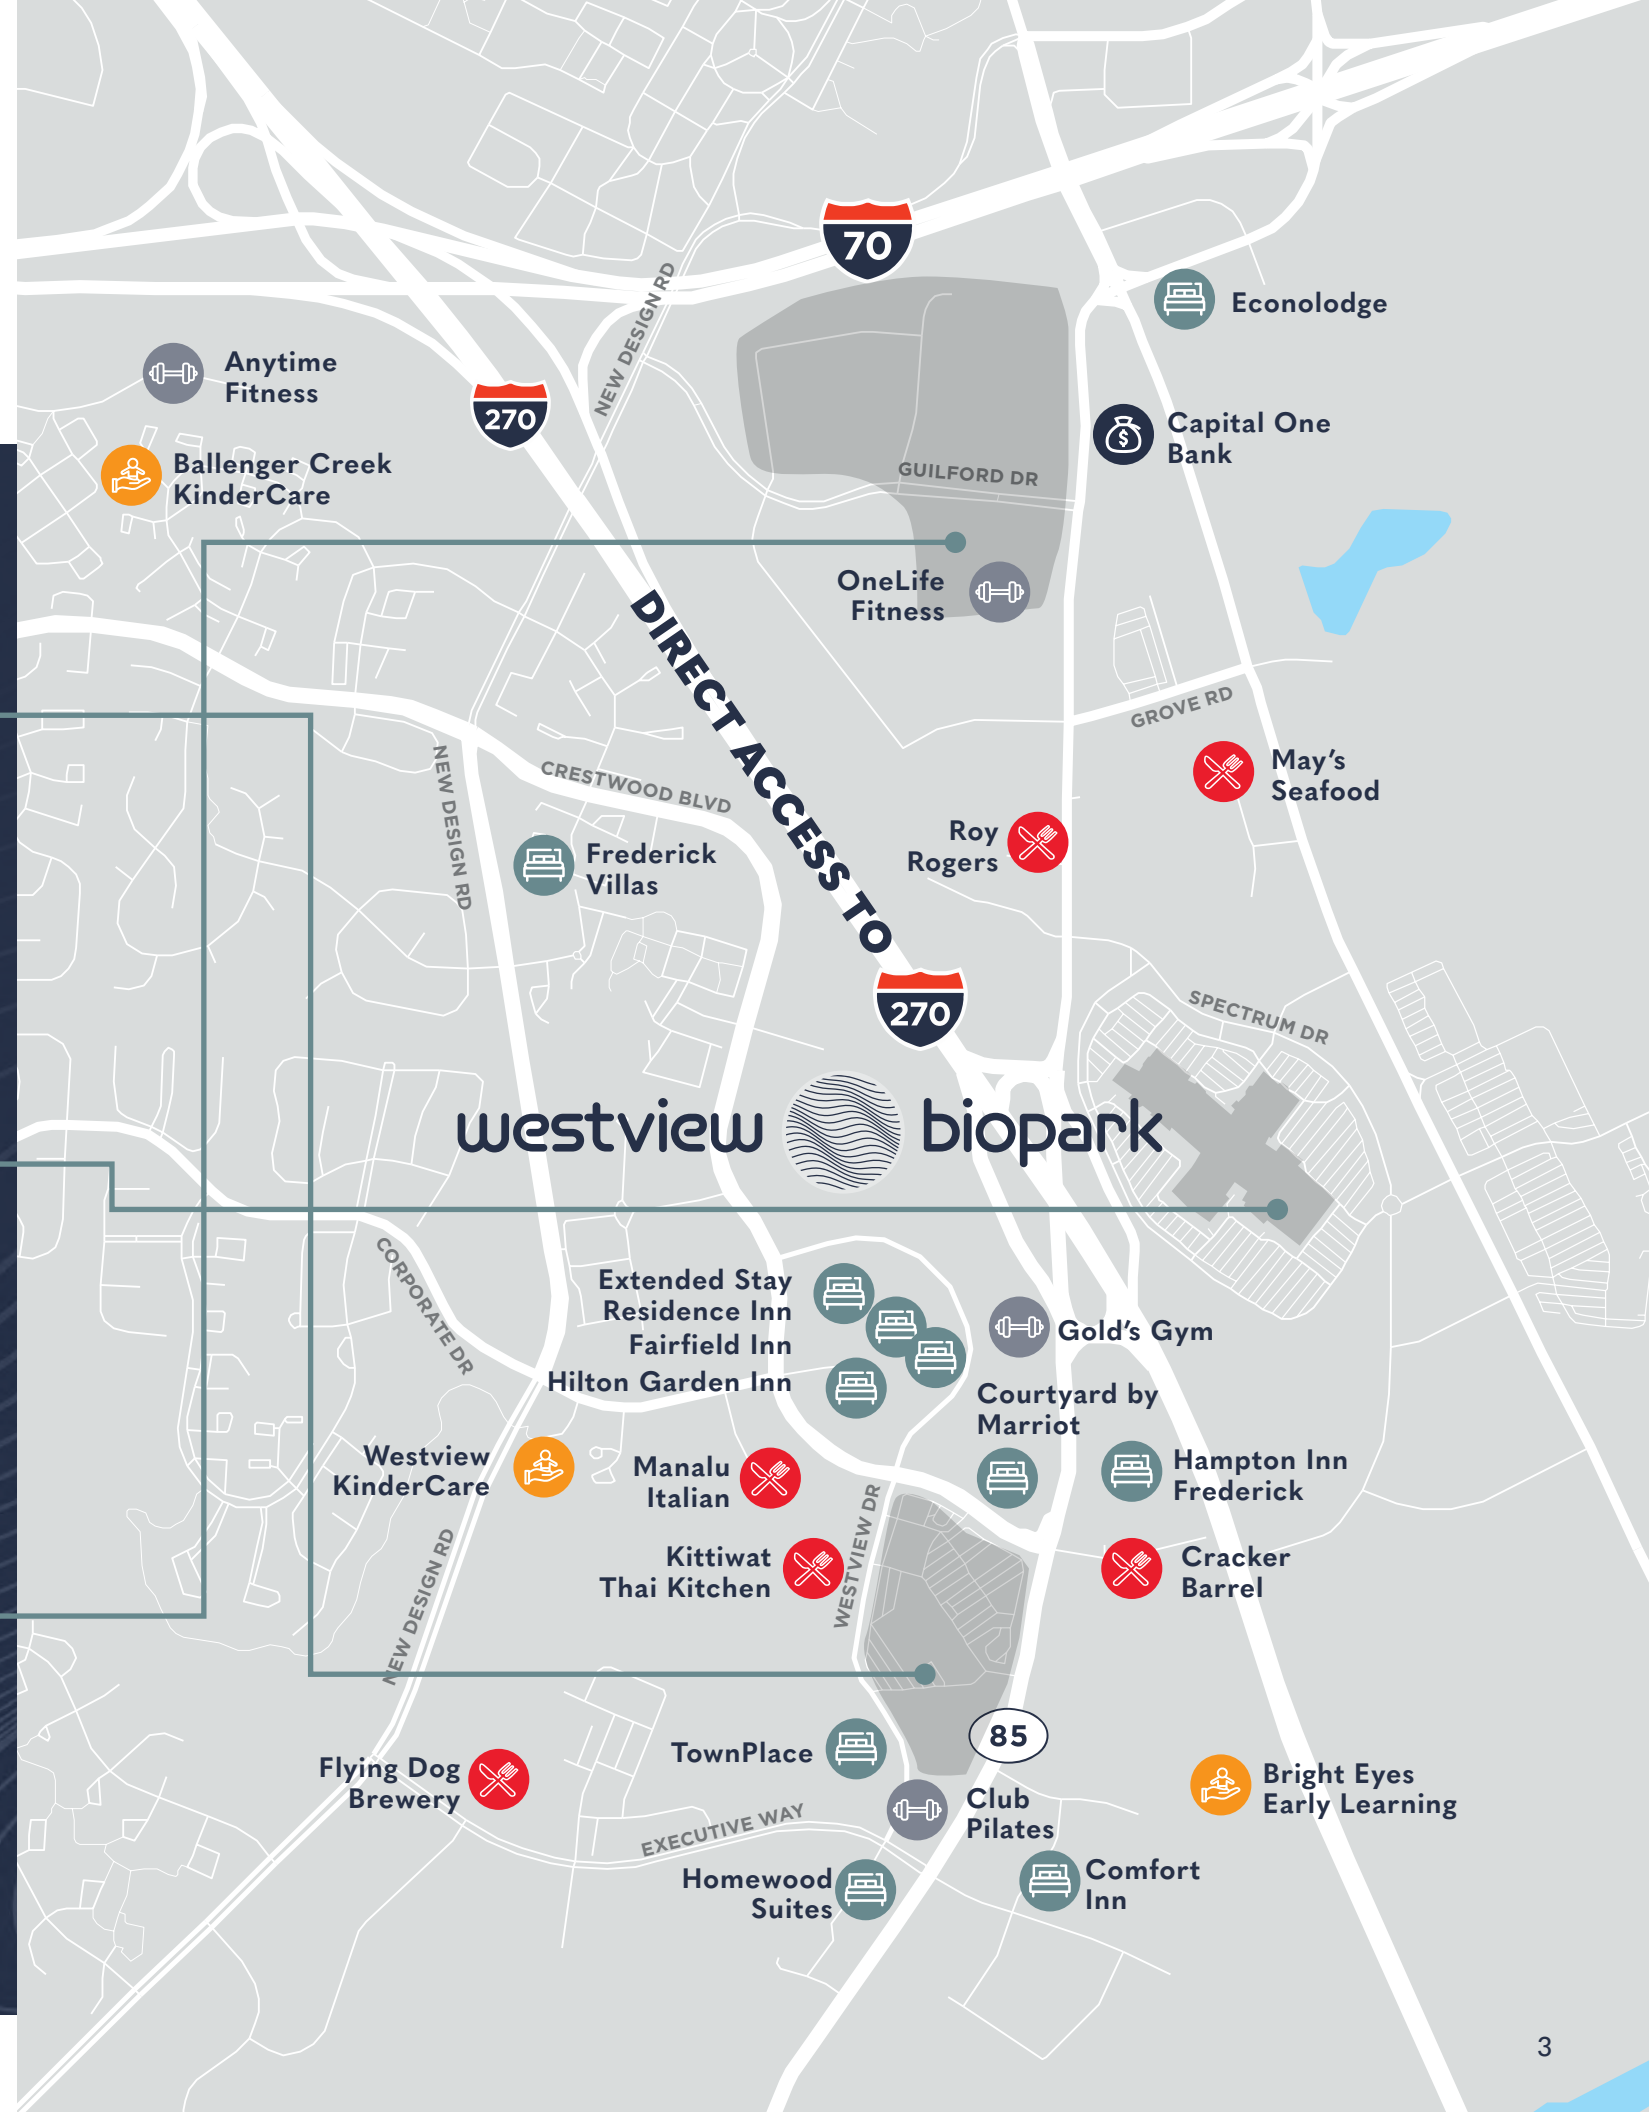 70
NEW DESIGN RD
Econolodge
Anytime
Fitness
270
Capital One
Bank
$
Ballenger Creek
KinderCare
GUILFORD DR
OneLife
Fitness
DIRECT ACCESS TO
GROVE RD
NEW DESIGN RD
CRESTWOOD BLVD
May's
Seafood
Roy
Rogers
Frederick
Villas
270
SPECTRUM DR
westview biopark
CORPORATE DR
Extended Stay
Residence Inn
Fairfield Inn
Hilton Garden Inn
Gold's Gym
Courtyard by
Marriot
Westview
KinderCare
Manalu
Italian
Hampton Inn
Frederick
WESTVIEW DR
Kittiwat
Thai Kitchen
Cracker
Barrel
NEW DESIGN RD
85
TownPlace
Flying Dog
Brewery
Club
Pilates
Bright Eyes
Early Learning
EXECUTIVE WAY
Homewood
Suites
Comfort
Inn
3